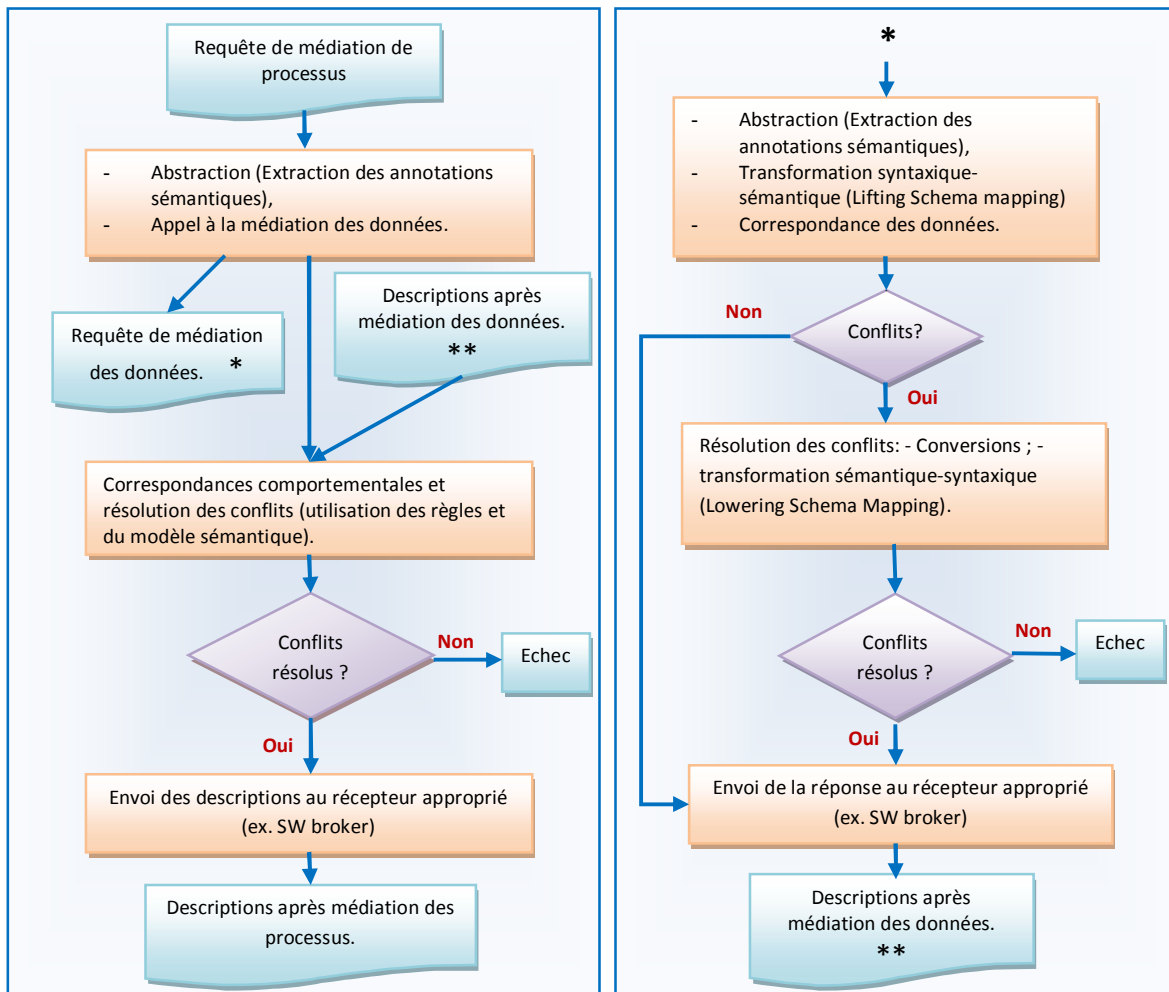 Requête de médiation de
processus
- Abstraction (Extraction des annotations
sémantiques),
- Appel à la médiation des données.
Requête de médiation
des données. *
Descriptions après
médiation des données.
**
Correspondances comportementales et
résolution des conflits (utilisation des règles et
du modèle sémantique).
Conflits
résolus ?
Non
Echec
Oui
Envoi des descriptions au récepteur approprié
(ex. SW broker)
Descriptions après médiation des
processus.
*
- Abstraction (Extraction des
annotations sémantiques),
- Transformation syntaxique-
sémantique (Lifting Schema mapping)
- Correspondance des données.
Non
Conflits?
Oui
Résolution des conflits: - Conversions ; -
transformation sémantique-syntaxique
(Lowering Schema Mapping).
Conflits
résolus ?
Non
Echec
Oui
Envoi de la réponse au récepteur approprié
(ex. SW broker)
Descriptions après
médiation des données.
**